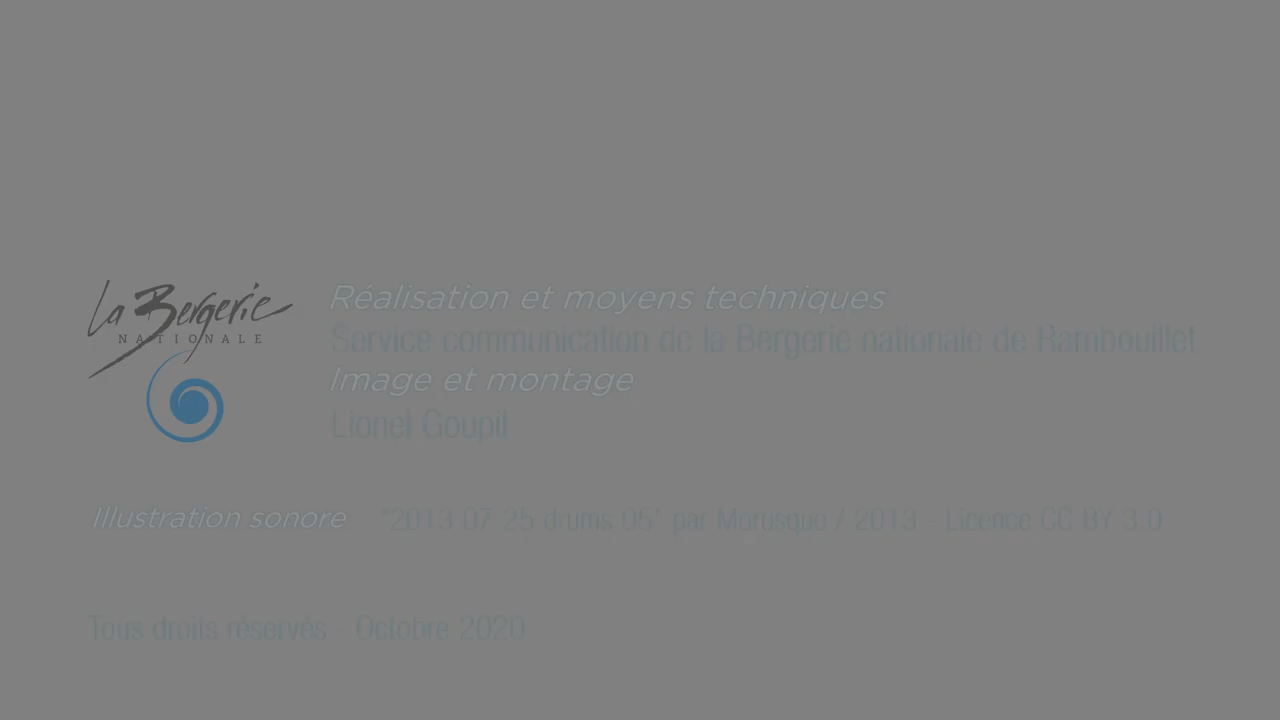 La Bergerie
NATIONALE
Réalisation et moyens techniques
Service communication de la Bergerie nationale de Rambouillet
Image et montage
Lionel Goupil
Illustration sonore "2013 07 25 drums 05" par Morusque / 2013 - Licence CC BY 3.0
Tous droits réservés - Octobre 2020